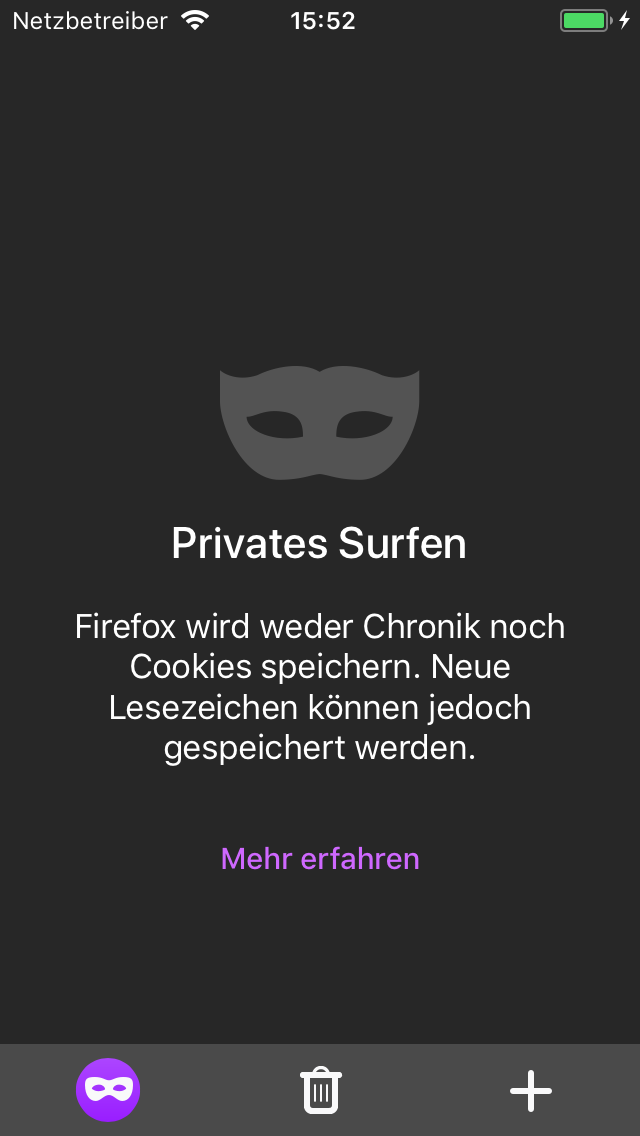 Netzbetreiber 15:52
Privates Surfen
Firefox wird weder Chronik noch
Cookies speichern. Neue
Lesezeichen können jedoch
gespeichert werden.
Mehr erfahren